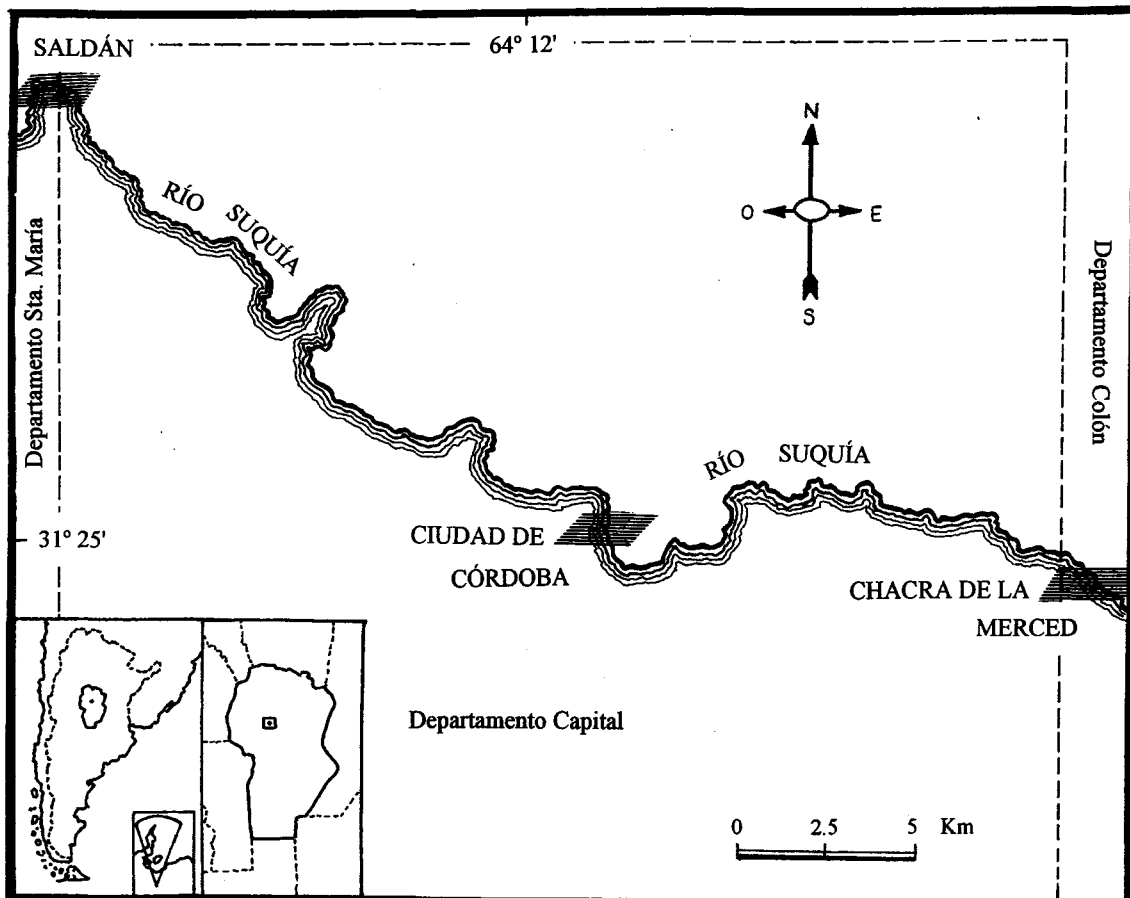 SALDÁN
64° 12'
N
O
E
S
RÍO SUQUÍA
Departamento Sta. María
Departamento Colón
RÍO SUQUÍA
31° 25'
CIUDAD DE
CÓRDOBA
CHACRA DE LA
MERCED
Departamento Capital
0 2.5 5 Km